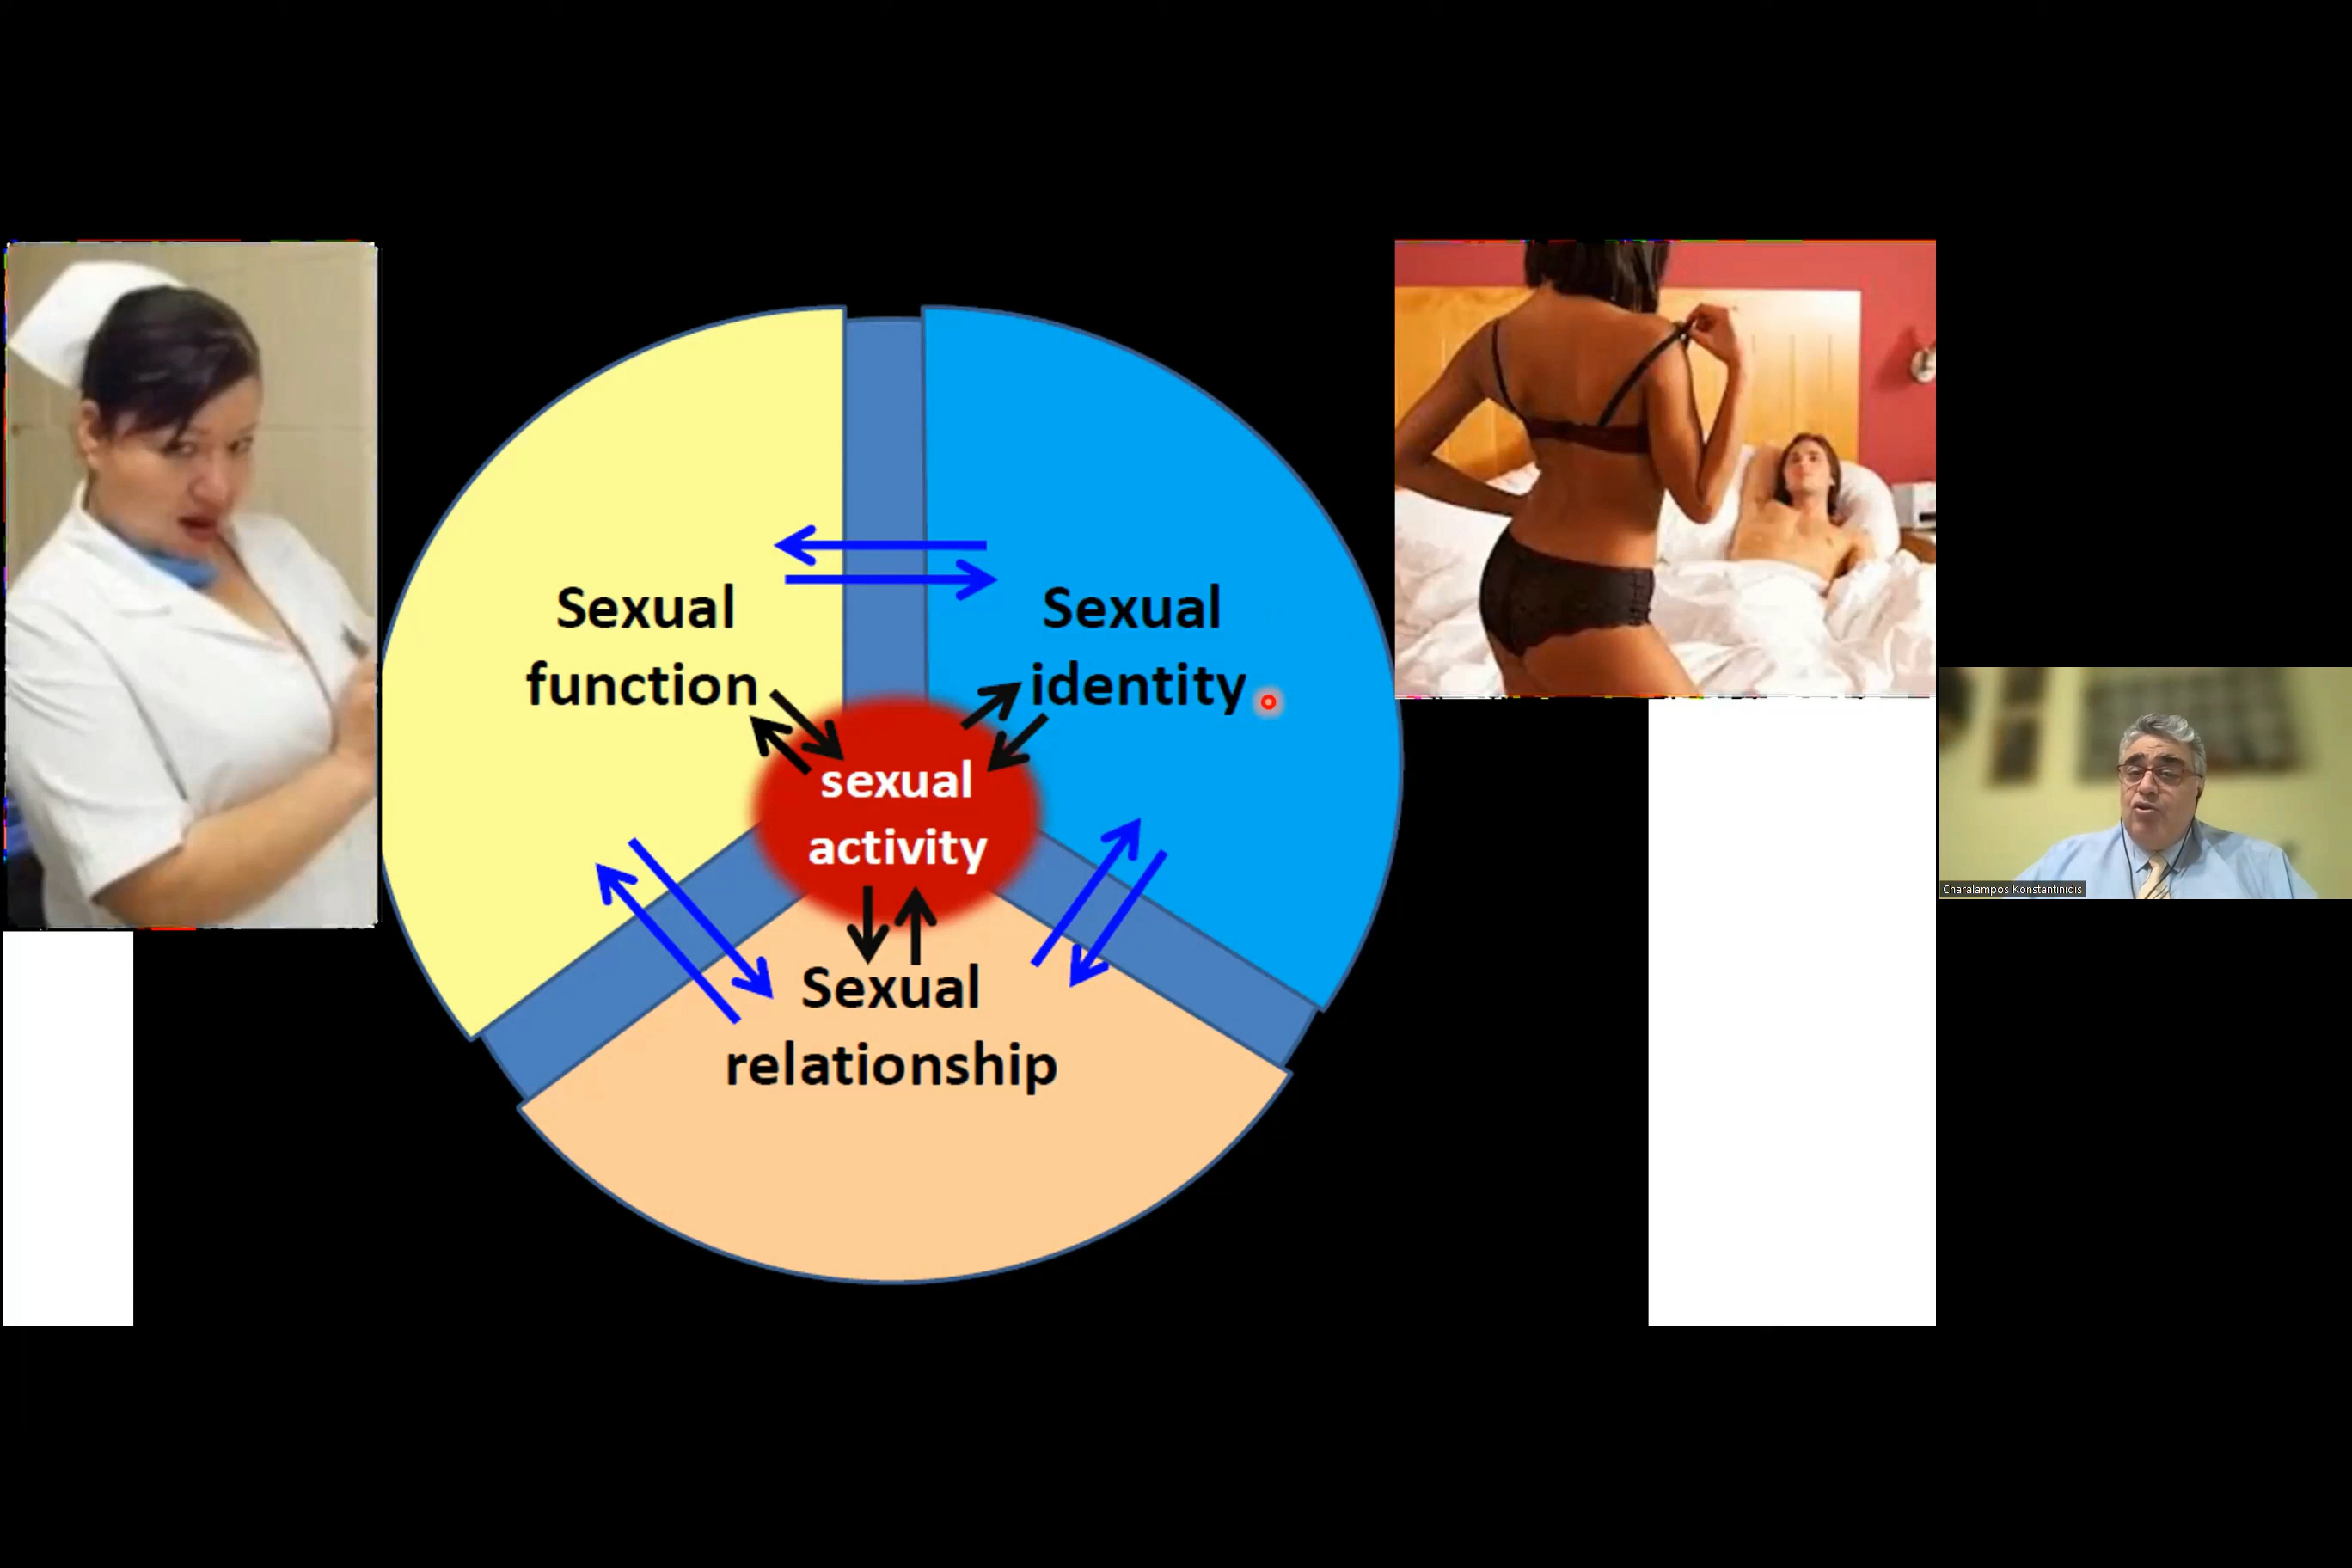 Sexual
function
Sexual
identity
sexual
activity
Sexual
relationship
Charalampos Konstantinidis